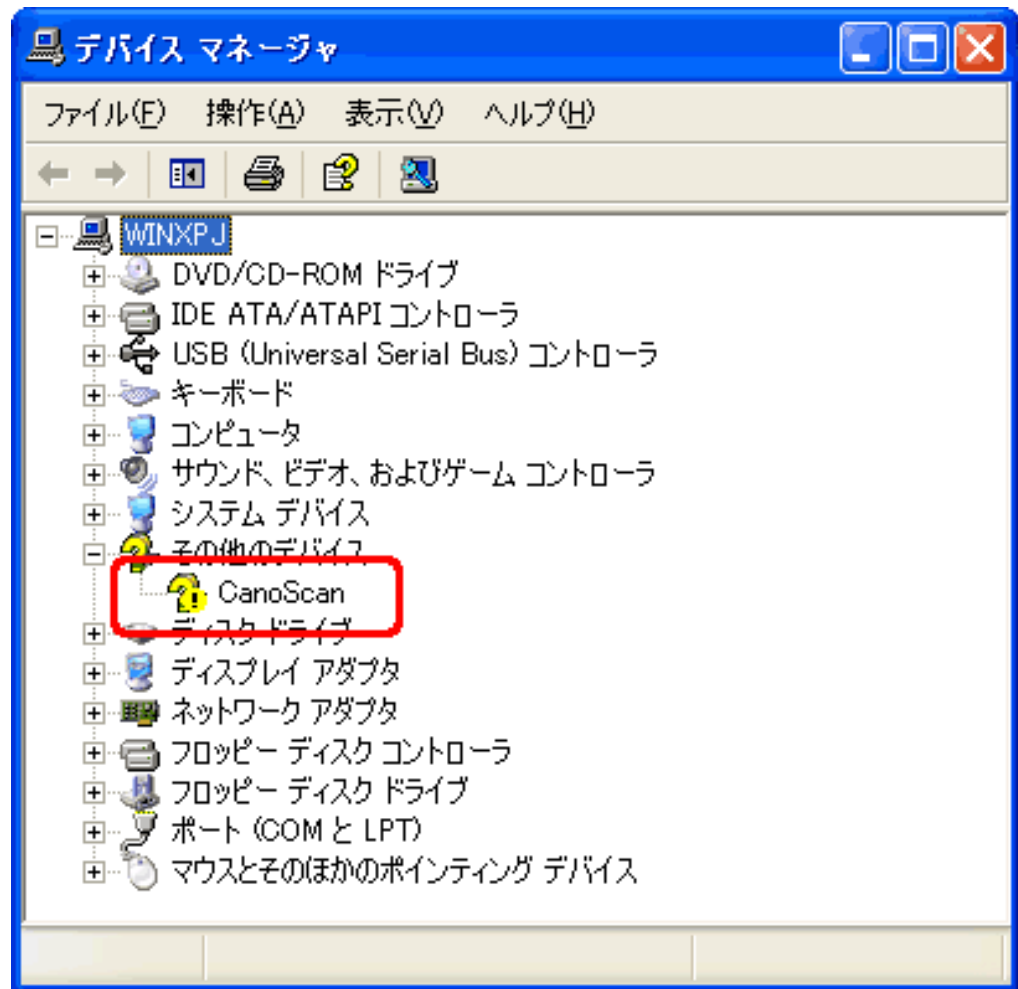 デバイス マネージャ
ファイル(F) 操作(A) 表示(V) ヘルプ(H)
WINXPJ
DVD/CD-ROM ドライブ
IDE ATA/ATAPI コントローラ
USB (Universal Serial Bus) コントローラ
キーボード
コンピュータ
サウンド、ビデオ、およびゲーム コントローラ
システム デバイス
その他のデバイス
CanoScan
ディスク ドライブ
ディスプレイ アダプタ
ネットワーク アダプタ
フロッピー ディスク コントローラ
フロッピー ディスク ドライブ
ポート (COM と LPT)
マウスとそのほかのポインティング デバイス